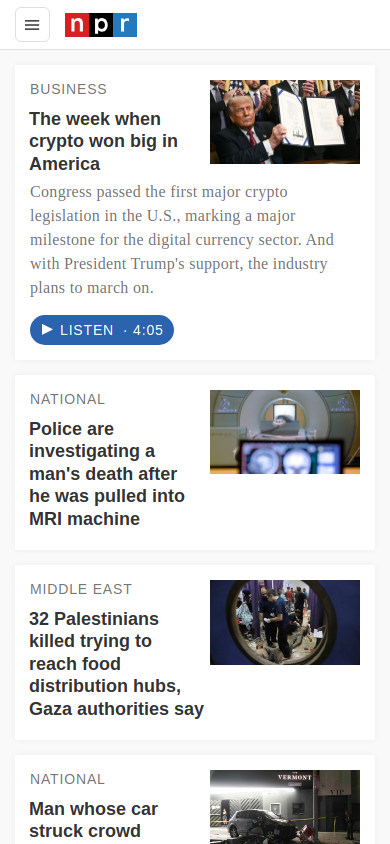 npr
BUSINESS
The week when
crypto won big in
America
Congress passed the first major crypto
legislation in the U.S., marking a major
milestone for the digital currency sector. And
with President Trump's support, the industry
plans to march on.
LISTEN · 4:05
NATIONAL
Police are
investigating a
man's death after
he was pulled into
MRI machine
MIDDLE EAST
32 Palestinians
killed trying to
reach food
distribution hubs,
Gaza authorities say
NATIONAL
Man whose car
struck crowd
VERMONT
VIP